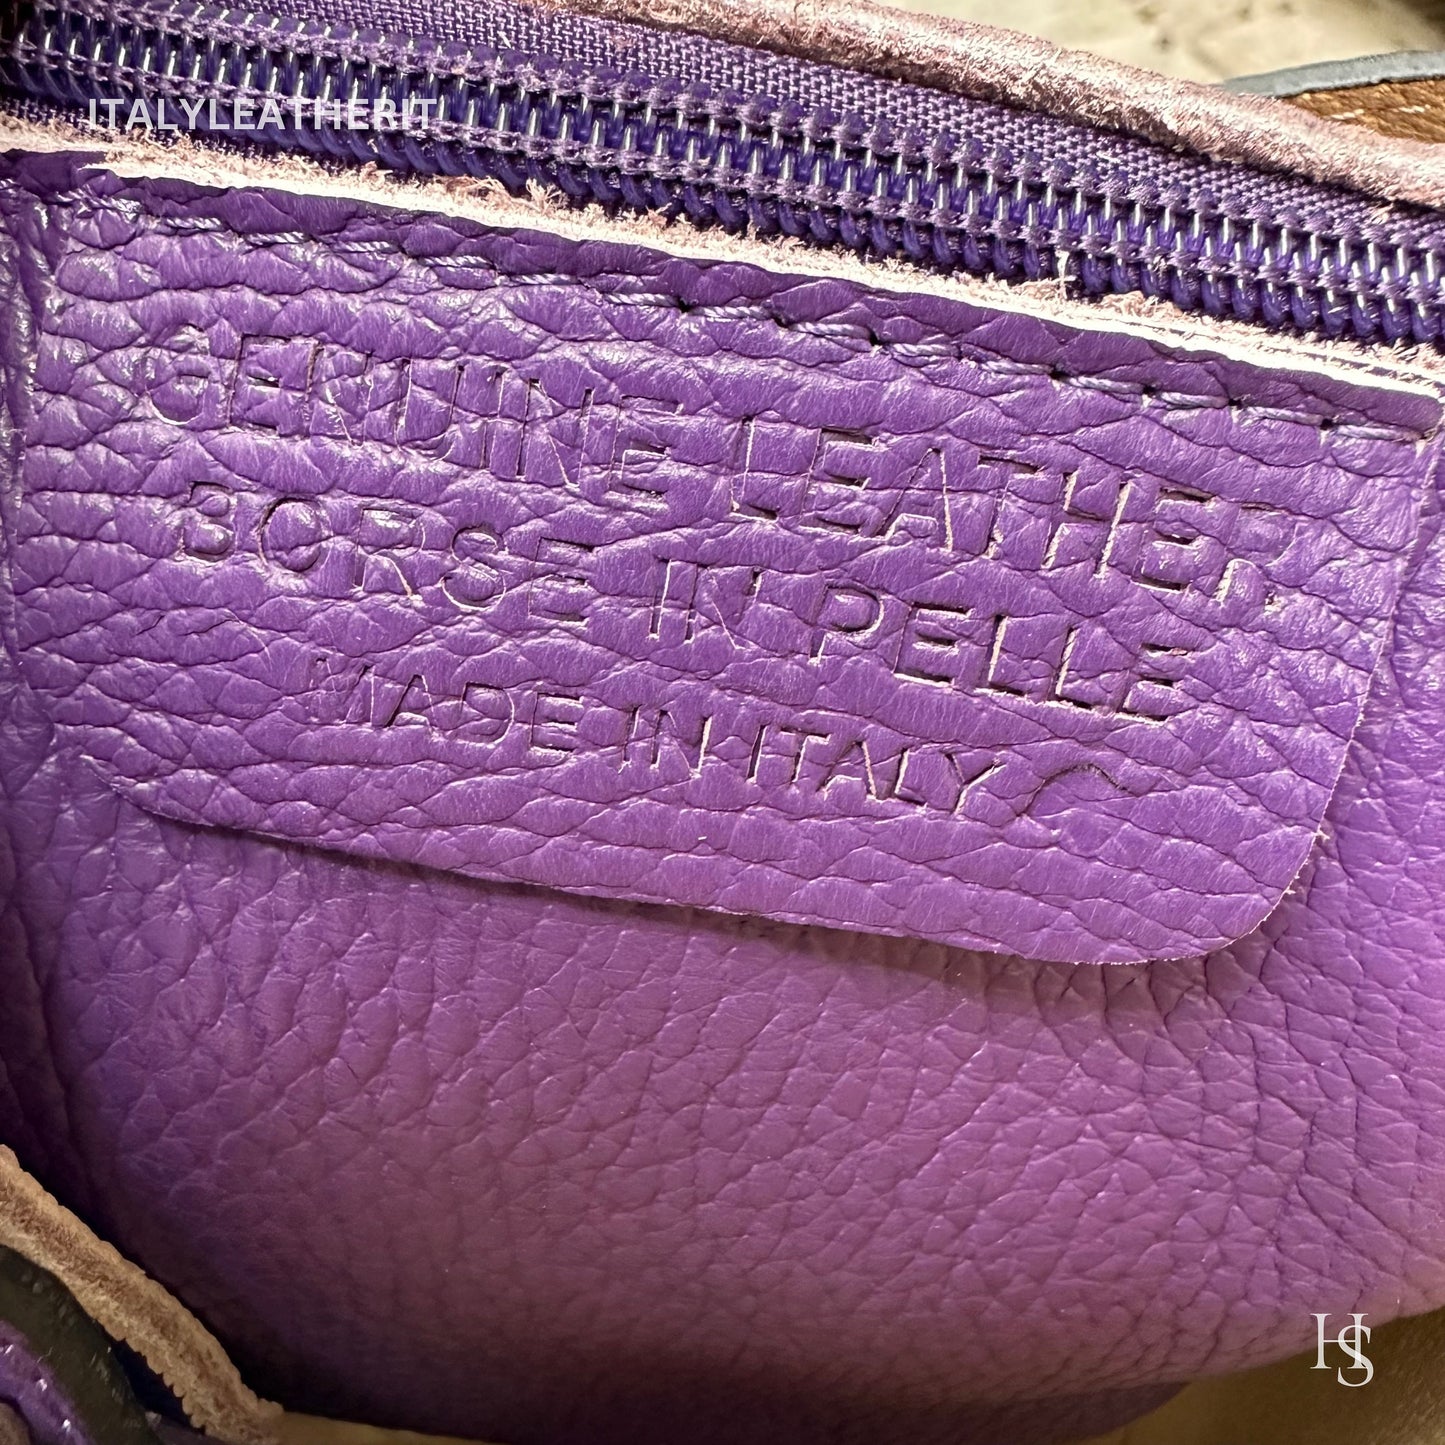 ITALYLEATHERIT
GENUINE LEATHER
BORSE IN PELLE
MADE IN ITALY
HS